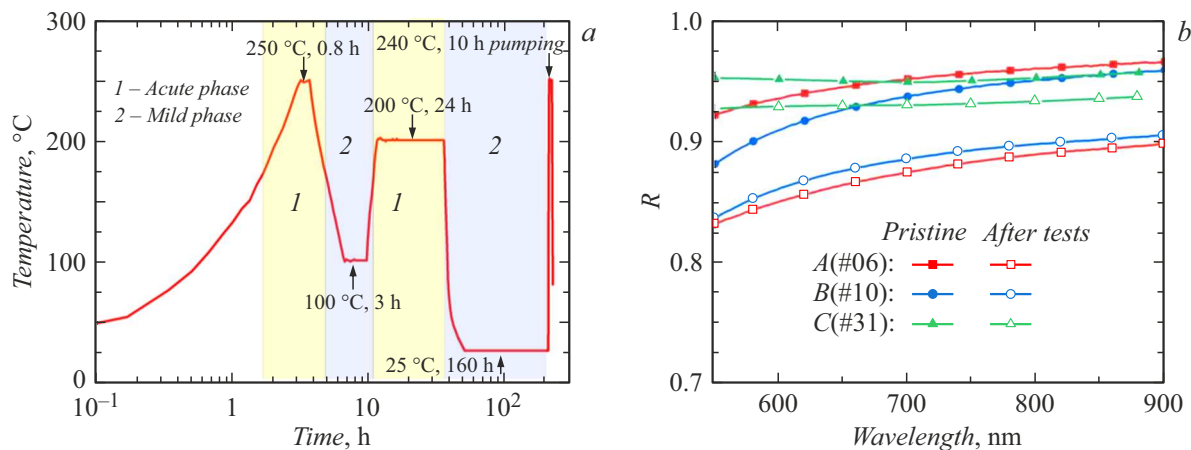 a
300
250 °C, 0.8 h
240 °C, 10 h pumping
1 – Acute phase
2 – Mild phase
200 °C, 24 h
200
2
2
1
1
100
100 °C, 3 h
25 °C, 160 h
0
10–1
1
10
10²
Temperature, °C
Time, h
b
1.0
0.9
0.8
0.7
R
Pristine After tests
A(#06):
B(#10):
C(#31):
600
700
800
900
Wavelength, nm